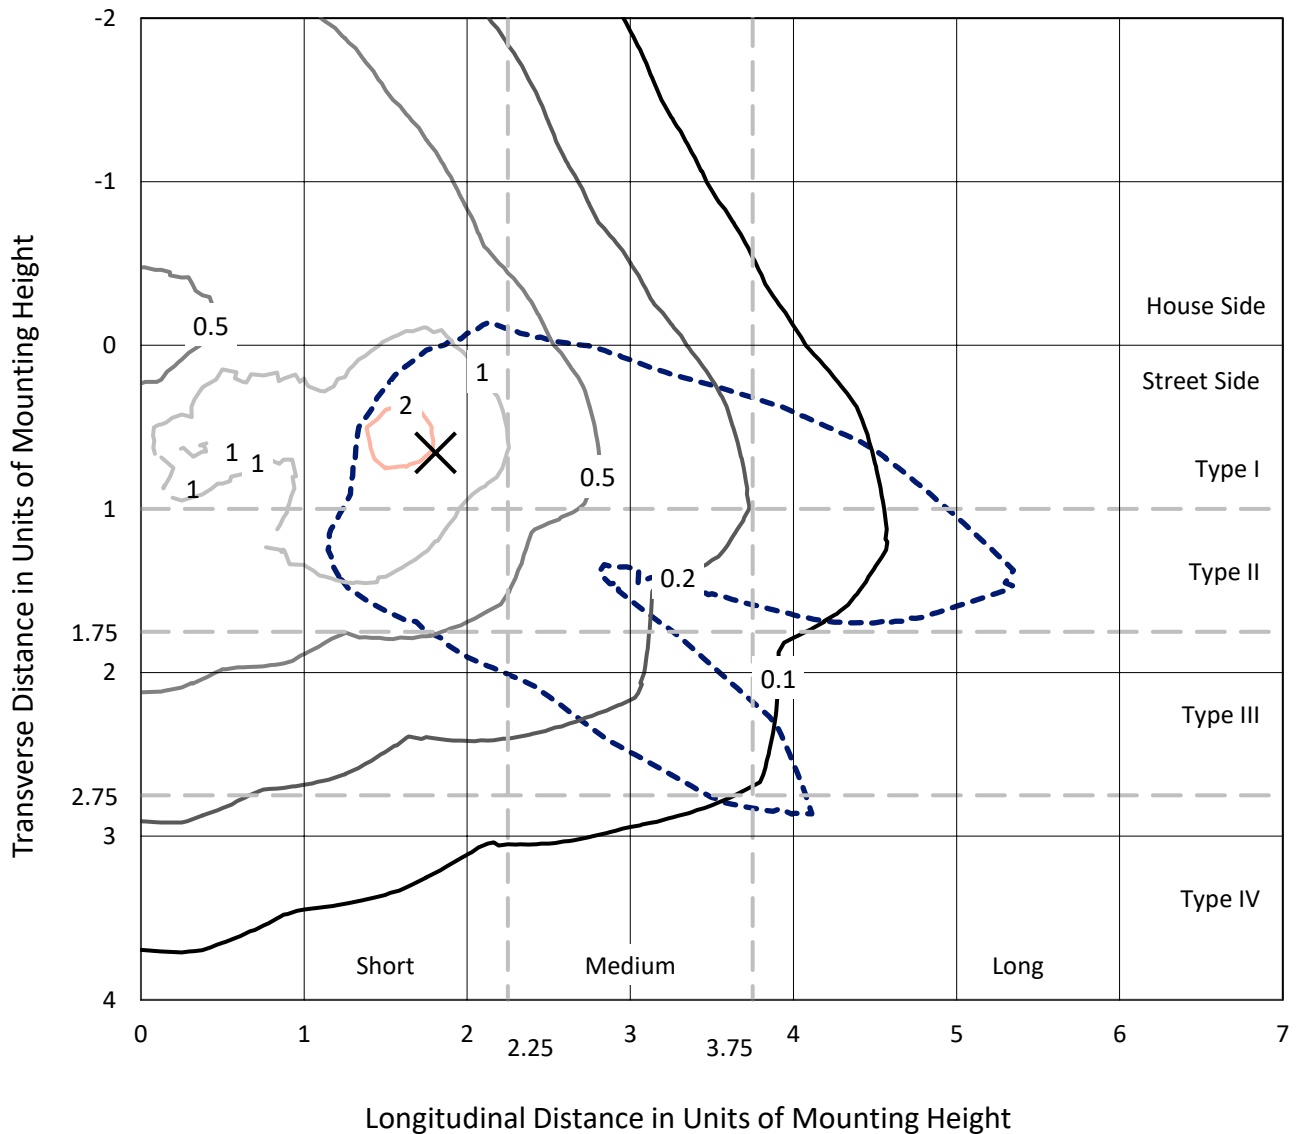 -2
-1
0
1
1.75
2
2.75
3
4
Transverse Distance in Units of Mounting Height
House Side
Street Side
Type I
Type II
Type III
Type IV
0.5
1
2
1
1
1
0.5
0.2
0.1
Short
Medium
Long
0
1
2
2.25
3
3.75
4
5
6
7
Longitudinal Distance in Units of Mounting Height